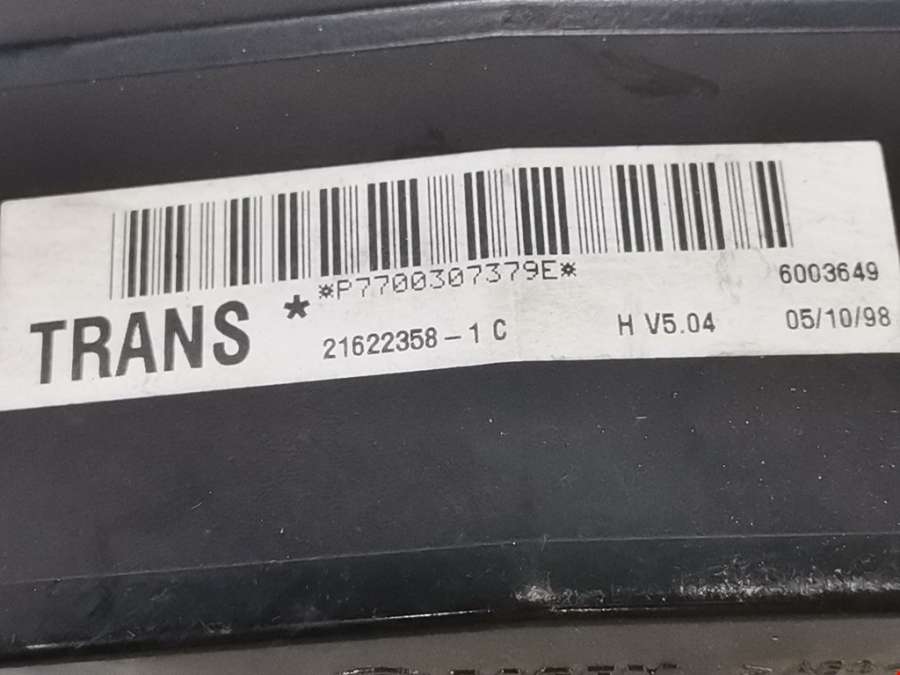 *P7700307379E*
6003649
TRANS * 21622358-1 C H V5.04 05/10/98